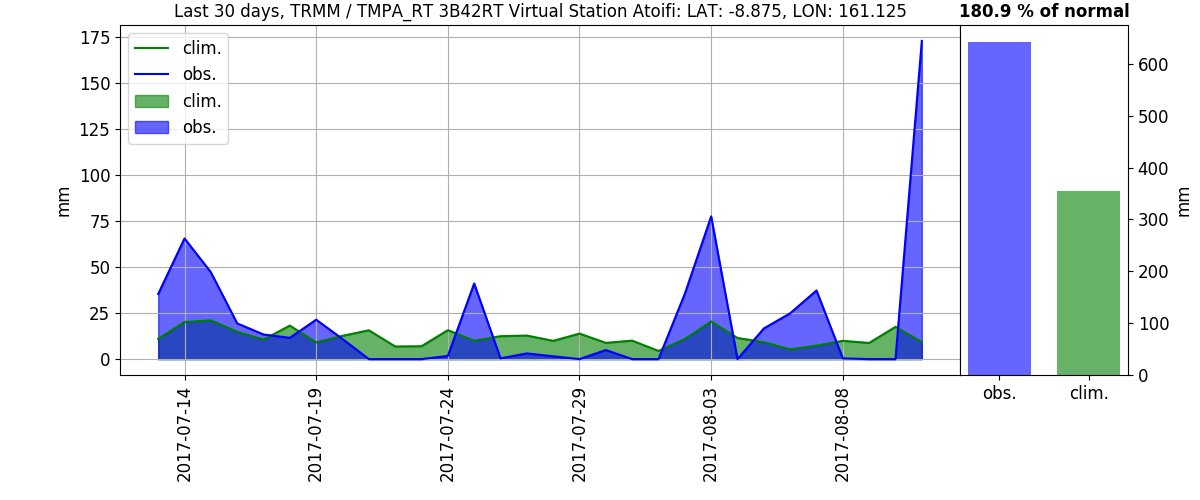 Last 30 days, TRMM / TMPA_RT 3B42RT Virtual Station Atoifi: LAT: -8.875, LON: 161.125
180.9 % of normal
175
150
125
100
75
50
25
0
mm
clim.
obs.
clim.
obs.
2017-07-14
2017-07-19
2017-07-24
2017-07-29
2017-08-03
2017-08-08
600
500
400
300
200
100
0
mm
obs.
clim.